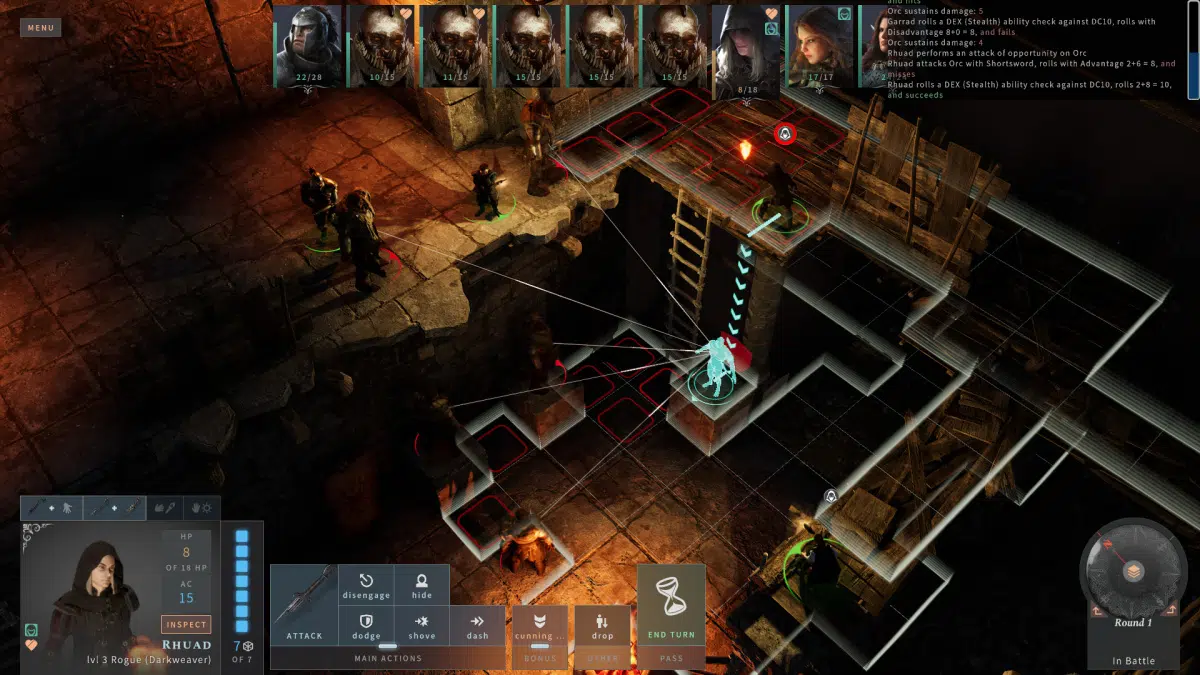 MENU
22/28
10/15
11/15
15/15
15/15
15/15
8/18
17/17
and hits
Orc sustains damage: 5
Garrad rolls a DEX (Stealth) ability check against DC10, rolls with
Disadvantage 8+0 = 8, and fails
Orc sustains damage: 4
Rhuad performs an attack of opportunity on Orc
Rhuad attacks Orc with Shortsword, rolls with Advantage 2+6 = 8, and
misses
Rhuad rolls a DEX (Stealth) ability check against DC10, rolls 2+8 = 10,
and succeeds
HP
8
OF 18 HP
AC
15
INSPECT
RHUAD
lvl 3 Rogue (Darkweaver)
7
OF 7
ATTACK
disengage
hide
dodge
shove
dash
MAIN ACTIONS
cunning ...
BONUS
drop
OTHER
END TURN
PASS
Round 1
In Battle